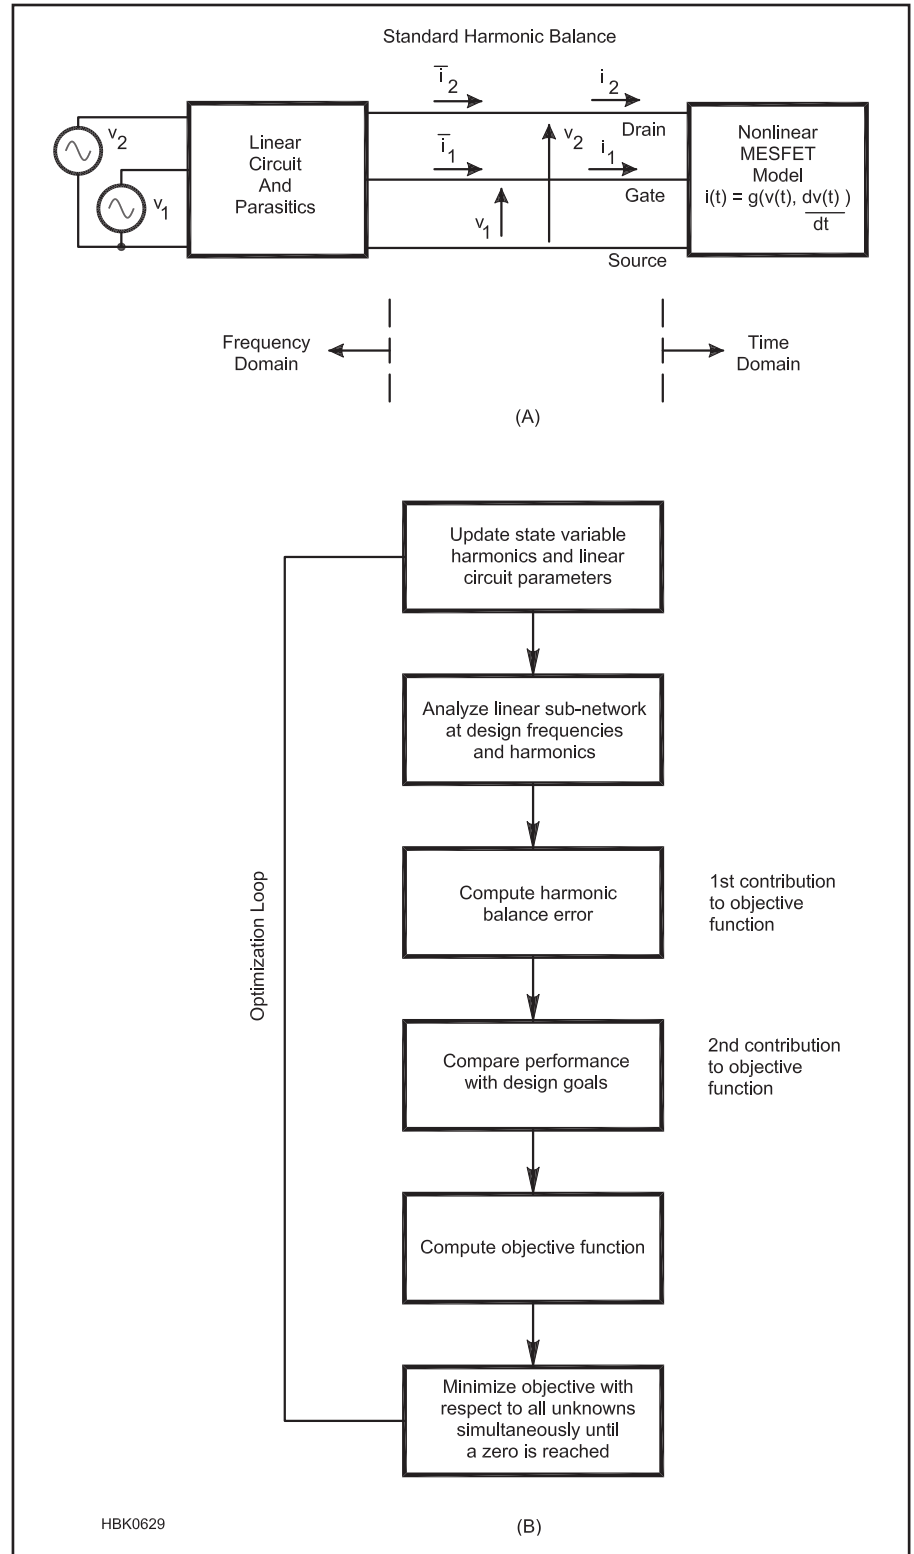 Standard Harmonic Balance
i̅2
i2
v2
v1
Linear
Circuit
And
Parasitics
i̅1
i1
v2
v1
Drain
Gate
Source
Nonlinear
MESFET
Model
i(t) = g(v(t), dv(t) )
dt
Frequency
Domain
Time
Domain
(A)
Update state variable
harmonics and linear
circuit parameters
Analyze linear sub-network
at design frequencies
and harmonics
Optimization Loop
Compute harmonic
balance error
1st contribution
to objective
function
Compare performance
with design goals
2nd contribution
to objective
function
Compute objective function
Minimize objective with
respect to all unknowns
simultaneously until
a zero is reached
HBK0629
(B)